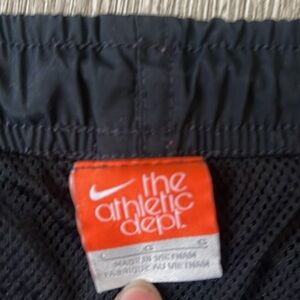 the
athletic
dept.
G G
MADE IN VIETNAM
FABRIQUÉ AU VIETNAM